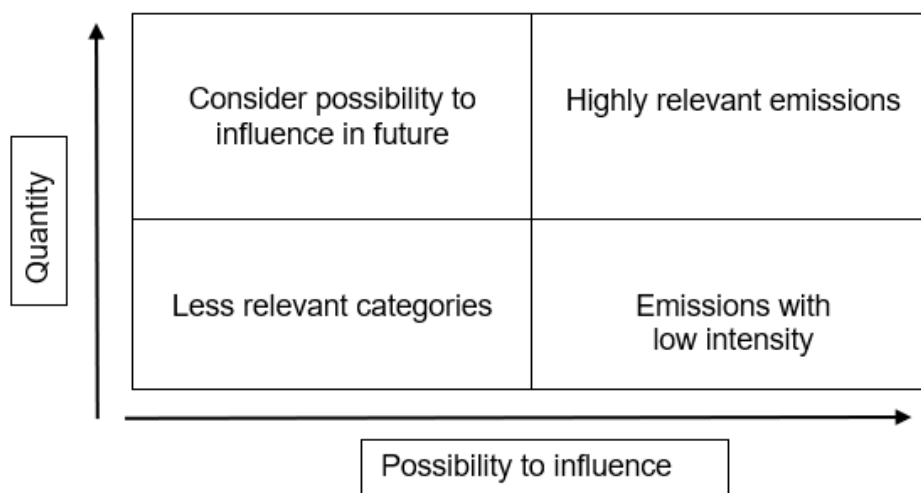 Consider possibility to
influence in future
Highly relevant emissions
Quantity
Less relevant categories
Emissions with
low intensity
Possibility to influence